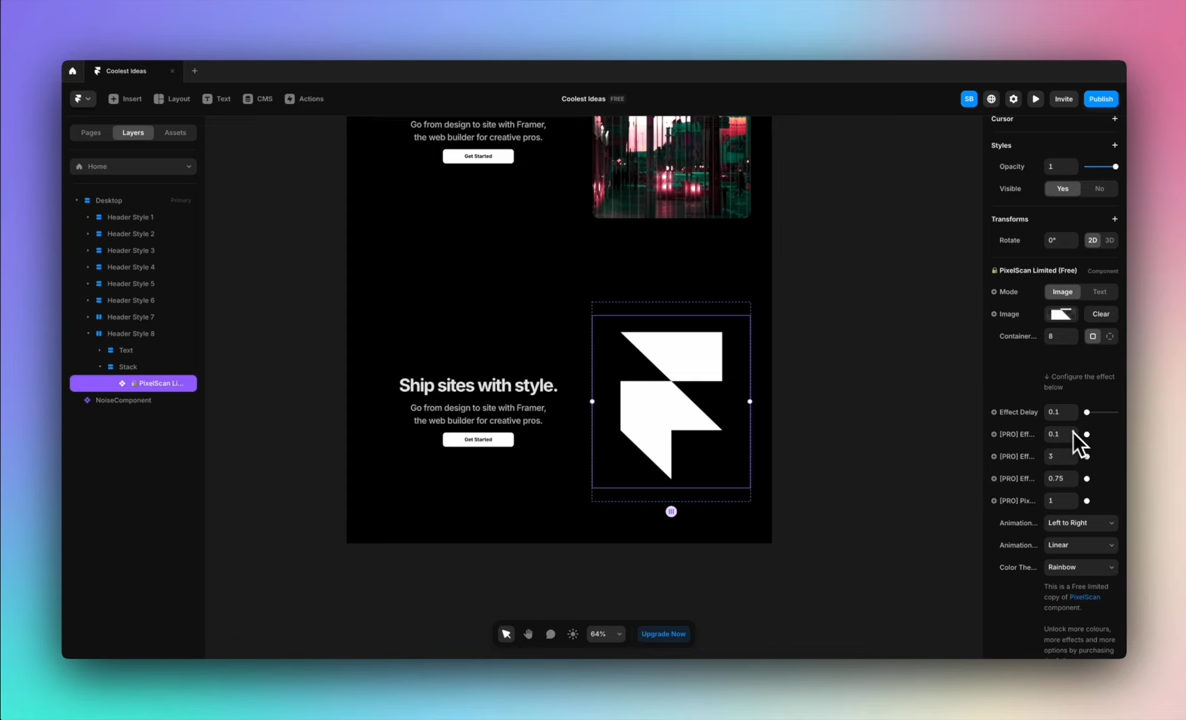 Coolest Ideas
Insert
Layout
Text
CMS
Actions
Coolest Ideas FREE
SB
Invite
Publish
Pages
Layers
Assets
Home
Desktop
Primary
Header Style 1
Header Style 2
Header Style 3
Header Style 4
Header Style 5
Header Style 6
Header Style 7
Header Style 8
Text
Stack
PixelScan Li...
NoiseComponent
Go from design to site with Framer,
the web builder for creative pros.
Get Started
Ship sites with style.
Go from design to site with Framer,
the web builder for creative pros.
Get Started
64%
Upgrade Now
Cursor
Styles
Opacity
1
Visible
Yes
No
Transforms
Rotate
0°
2D
3D
PixelScan Limited (Free)
Component
Mode
Image
Text
Image
Clear
Container...
8
↓ Configure the effect
below
Effect Delay
0.1
[PRO] Eff...
0.1
[PRO] Eff...
3
[PRO] Eff...
0.75
[PRO] Pix...
1
Animation...
Left to Right
Animation...
Linear
Color The...
Rainbow
This is a Free limited
copy of PixelScan
component.
Unlock more colours,
more effects and more
options by purchasing